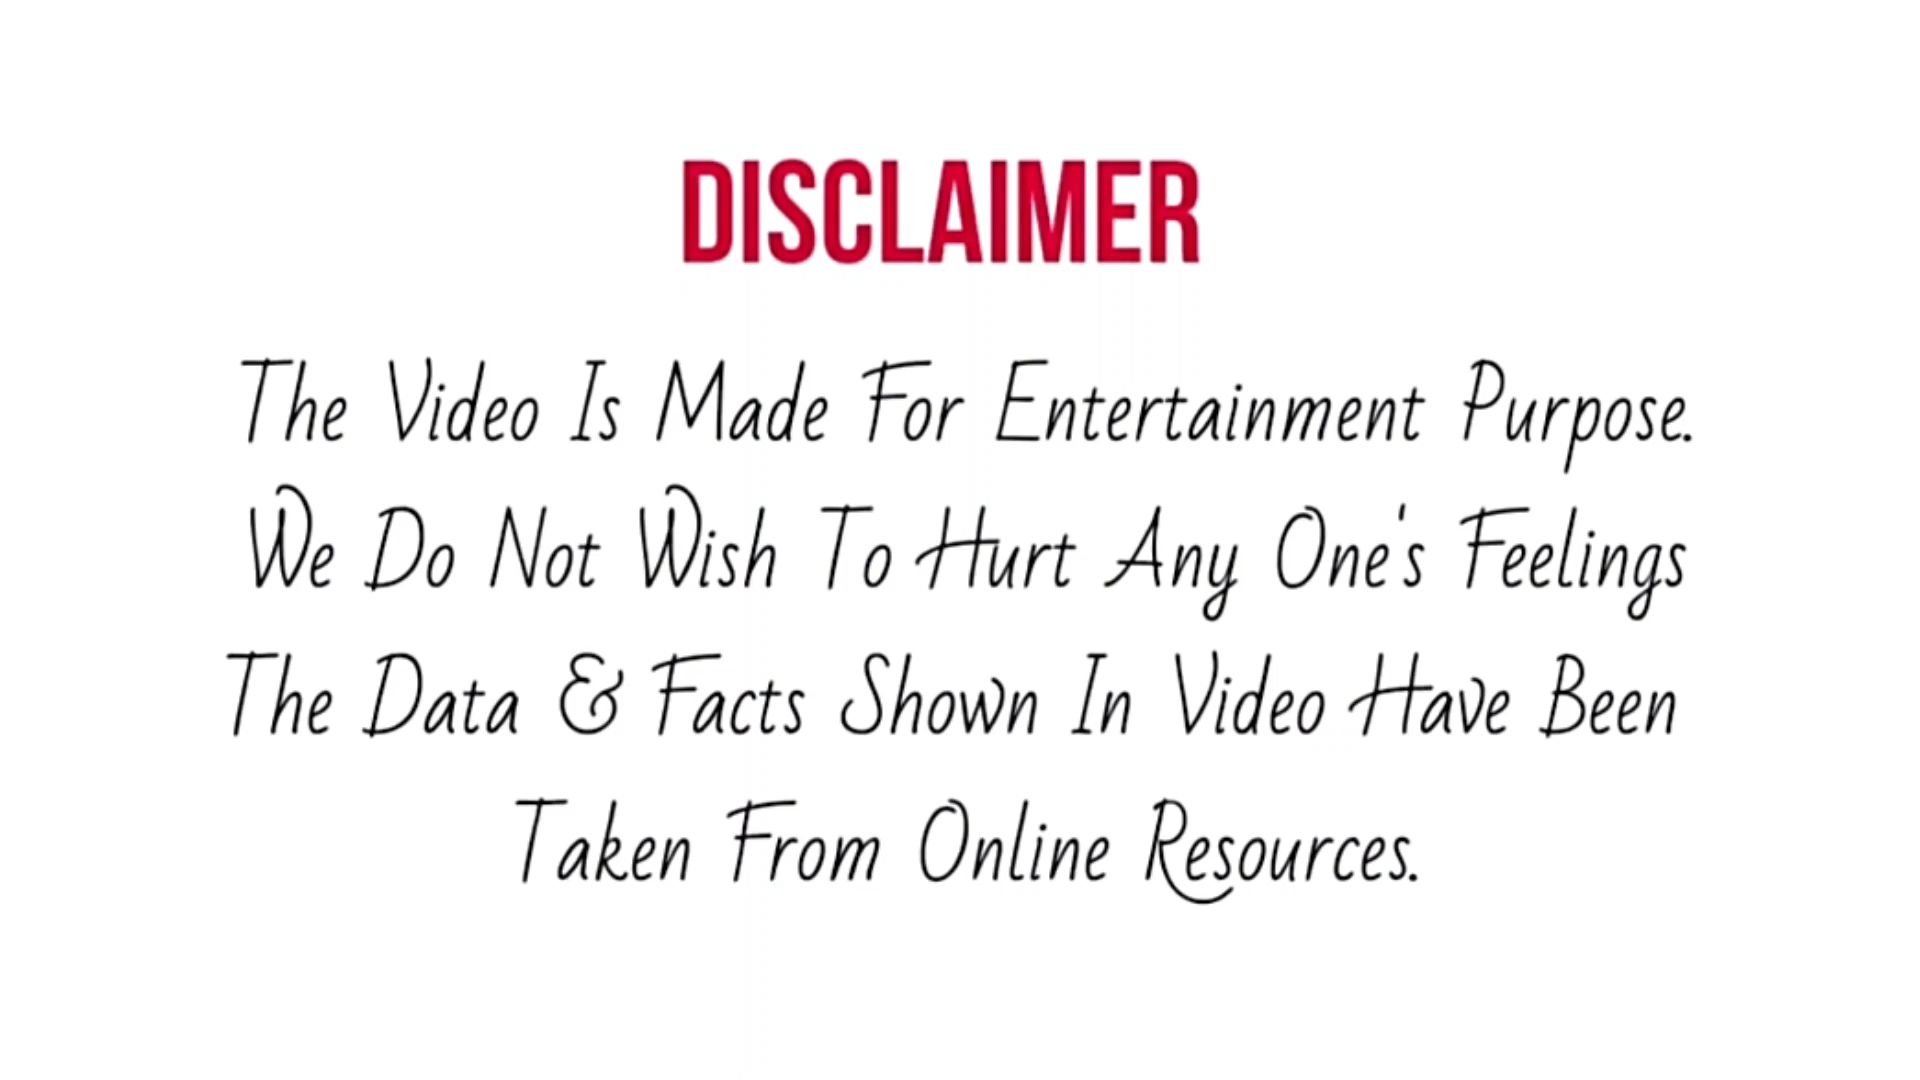 DISCLAIMER
The Video Is Made For Entertainment Purpose.
We Do Not Wish To Hurt Any One's Feelings
The Data & Facts Shown In Video Have Been
Taken From Online Resources.